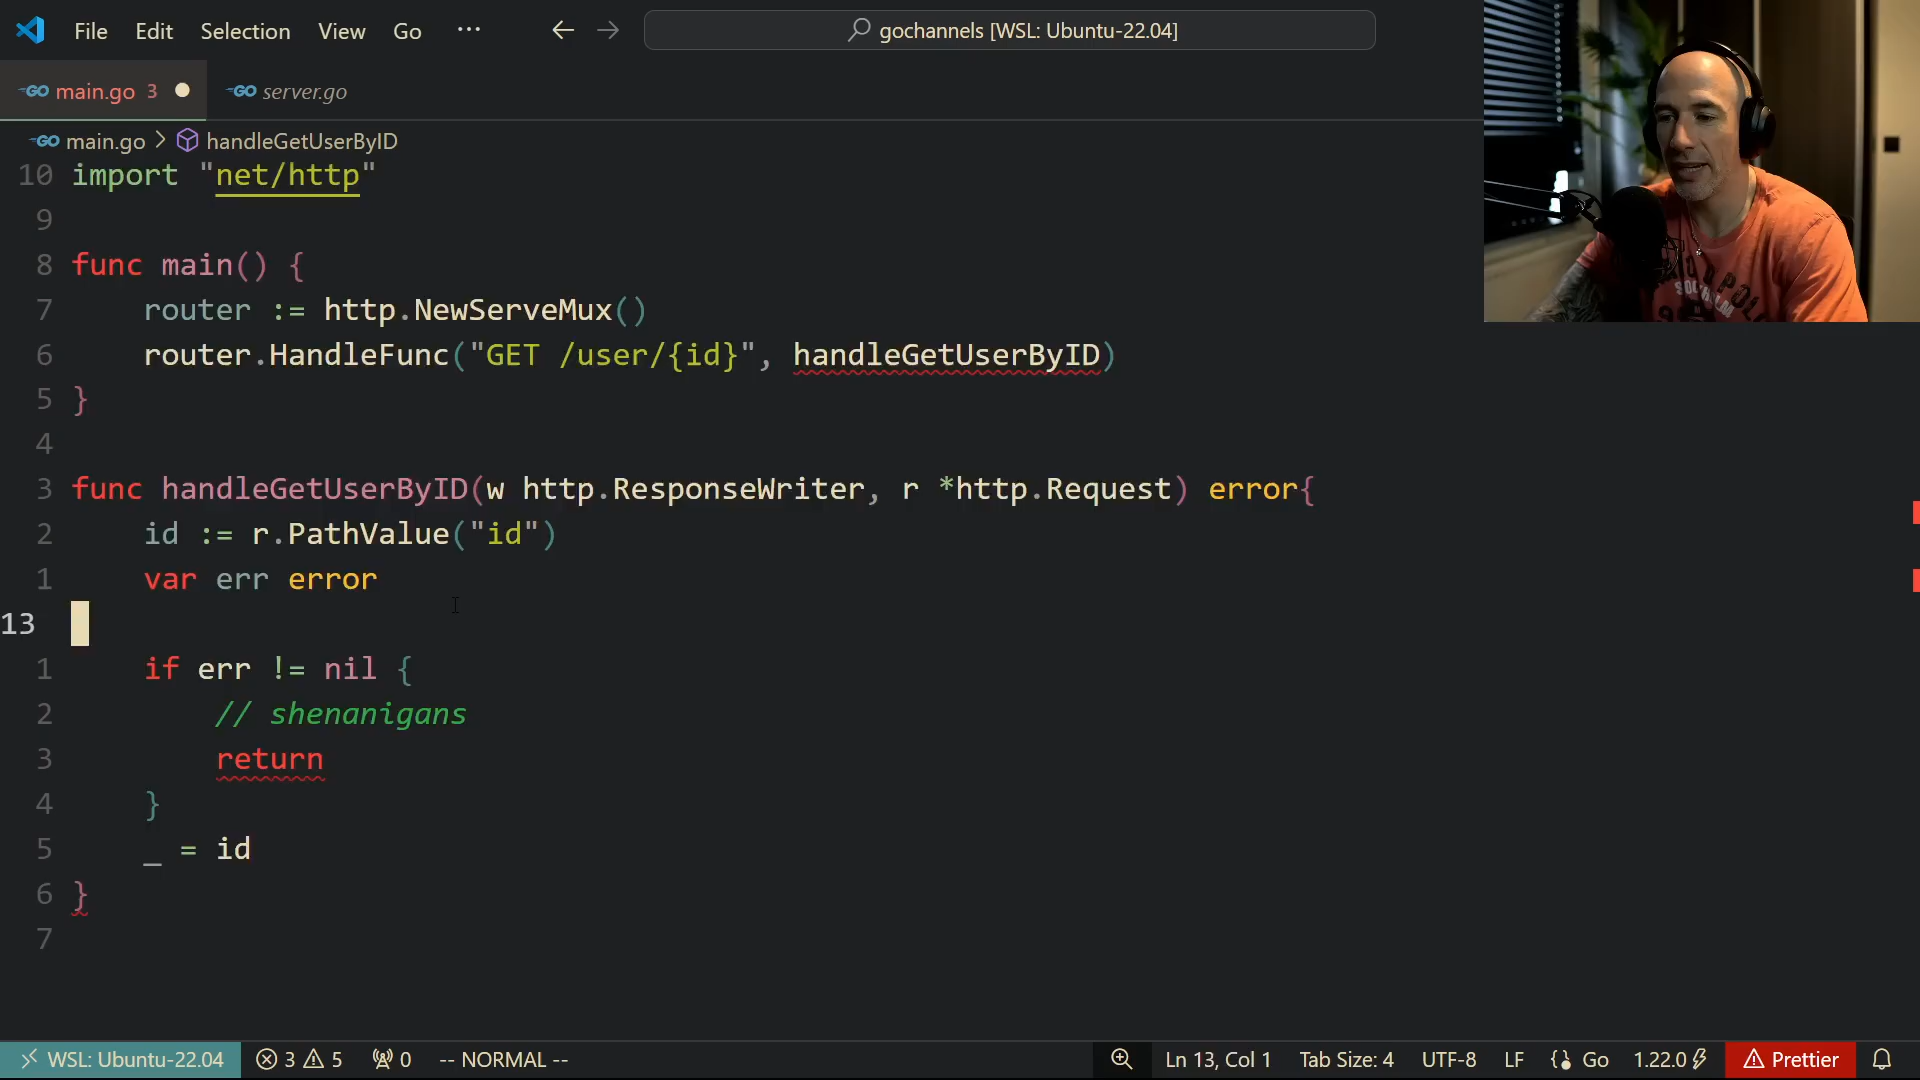 File Edit Selection View Go ··· gochannels [WSL: Ubuntu-22.04]
GO main.go 3 GO server.go
GO main.go > handleGetUserByID
10 import "net/http"
9
8 func main() {
7 router := http.NewServeMux()
6 router.HandleFunc("GET /user/{id}", handleGetUserByID)
5 }
4
3 func handleGetUserByID(w http.ResponseWriter, r *http.Request) error{
2 id := r.PathValue("id")
1 var err error
13
1 if err != nil {
2 // shenanigans
3 return
4 }
5 _ = id
6 }
7
WSL: Ubuntu-22.04 3 5 0 -- NORMAL -- Ln 13, Col 1 Tab Size: 4 UTF-8 LF Go 1.22.0 Prettier